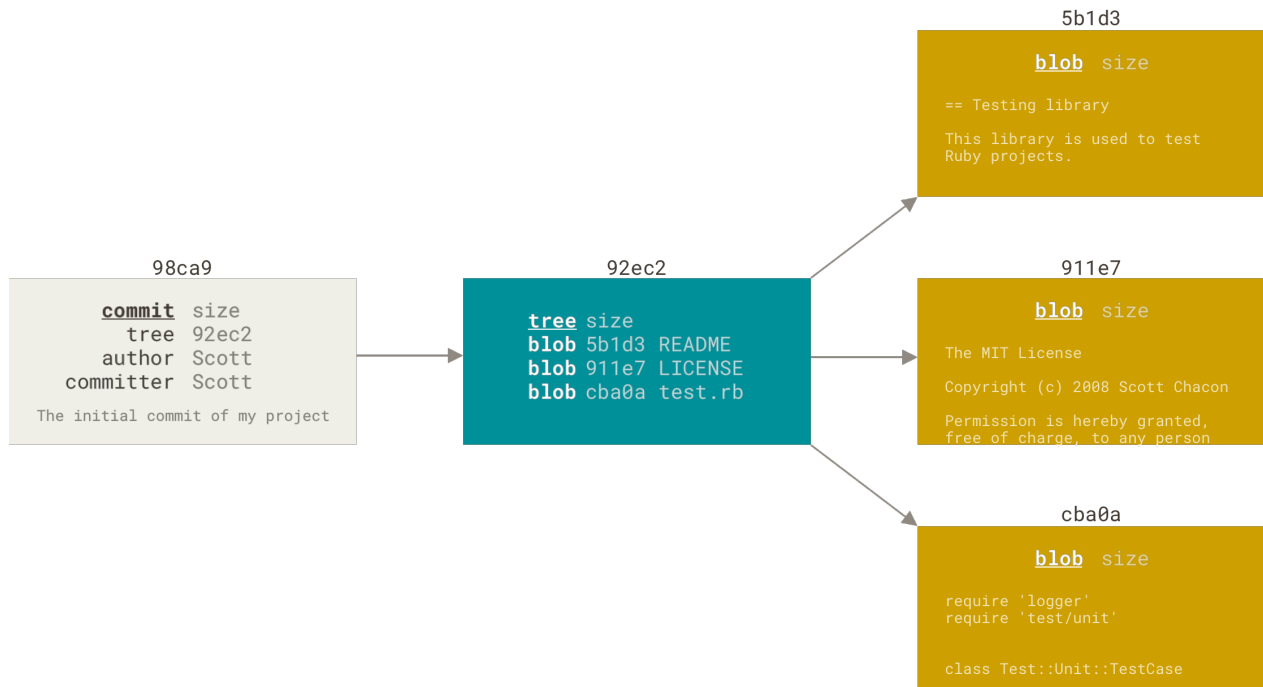 98ca9
commit size
tree 92ec2
author Scott
committer Scott
The initial commit of my project
92ec2
tree size
blob 5b1d3 README
blob 911e7 LICENSE
blob cba0a test.rb
5b1d3
blob size
== Testing library
This library is used to test
Ruby projects.
911e7
blob size
The MIT License
Copyright (c) 2008 Scott Chacon
Permission is hereby granted,
free of charge, to any person
cba0a
blob size
require 'logger'
require 'test/unit'
class Test::Unit::TestCase